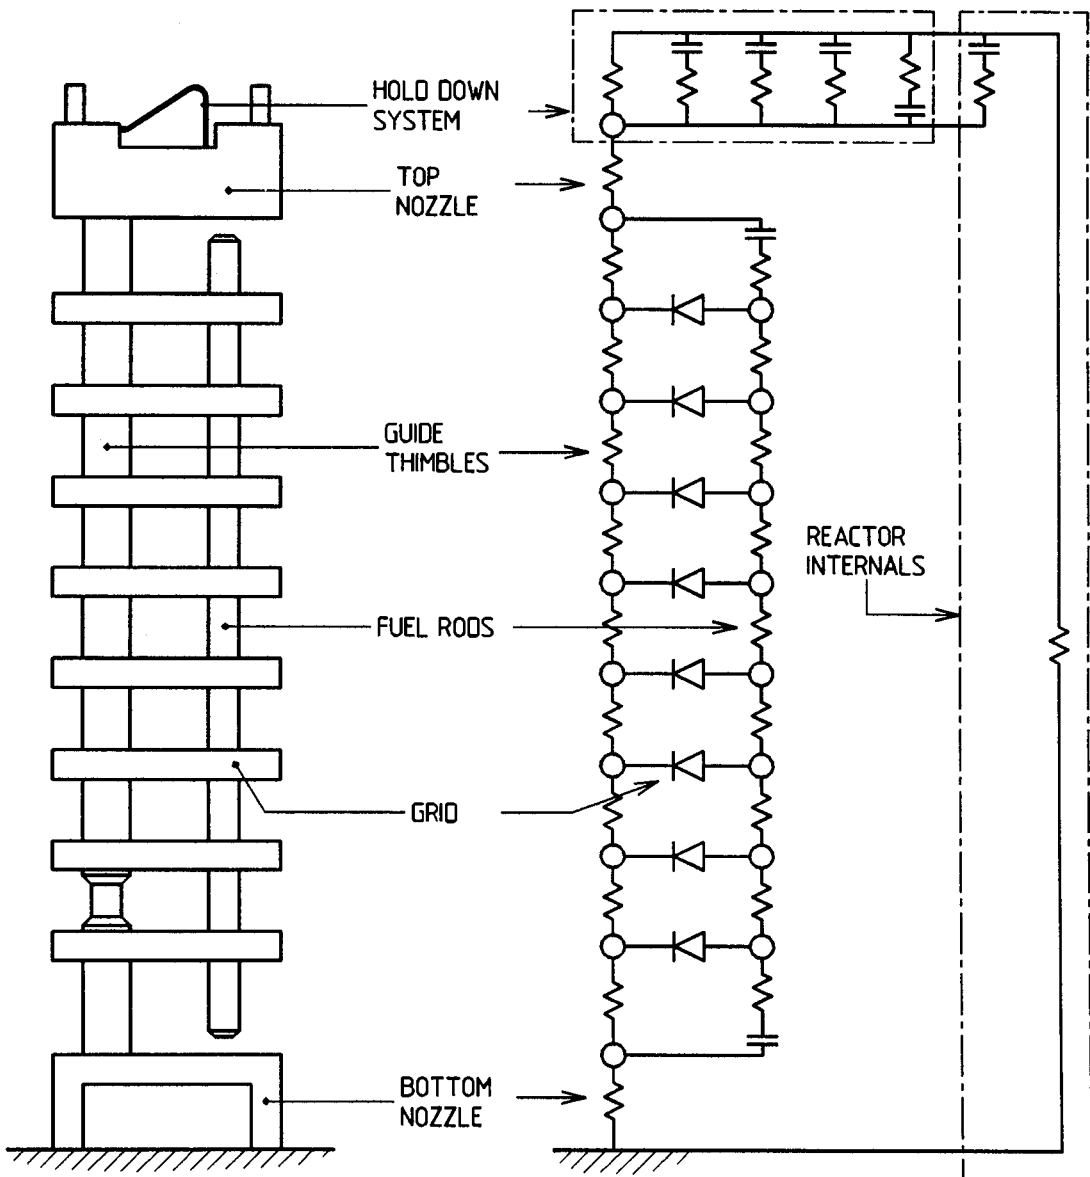 HOLD DOWN
SYSTEM
TOP
NOZZLE
GUIDE
THIMBLES
REACTOR
INTERNALS
FUEL RODS
GRID
BOTTOM
NOZZLE